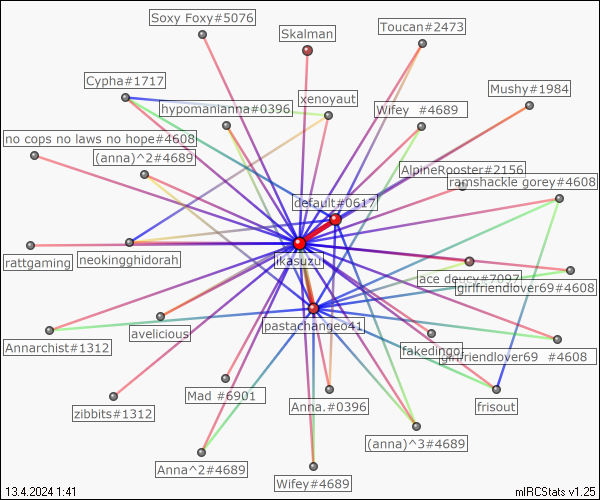 Soxy Foxy#5076
Toucan#2473
Skalman
Cypha#1717
Mushy#1984
xenoyaut
hypomanianna#0396
Wifey  #4689
no cops no laws no hope#4608
(anna)^2#4689
AlpineRooster#2156
ranshackle gorey#4608
default#0617
rattgaming
neokingghidorah
ikasuzu
ace deucy#7097
girlfriendlover69#4608
pastachangeo41
Annarchist#1312
avelicious
fakedingo.
girlfriendlover69  #4608
Mad #6901
Anna.#0396
frisout
zibbits#1312
(anna)^3#4689
Anna^2#4689
Wifey#4689
13.4.2024 1:41
mIRCStats v1.25